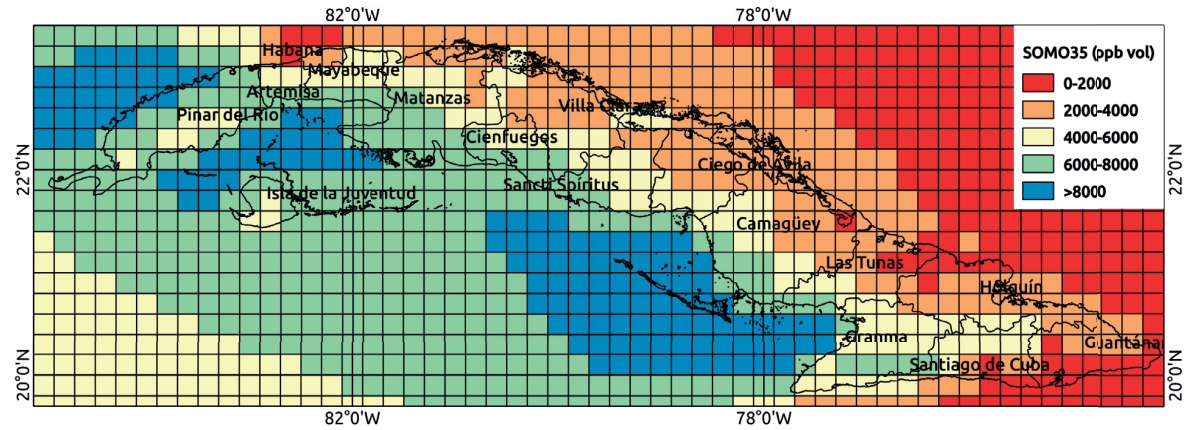 82°0'W 78°0'W
SOMO35 (ppb vol)
0-2000
2000-4000
4000-6000
6000-8000
>8000
Habana
Mayabeque
Artemisa
Matanzas
Pinar del Río
Villa Clara
Cienfuegos
22°0'N 22°0'N
Ciego de Ávila
Sancti Spíritus
Isla de la Juventud
Camagüey
Las Tunas
Holguín
Granma
Guantána
Santiago de Cuba
20°0'N 20°0'N
82°0'W 78°0'W